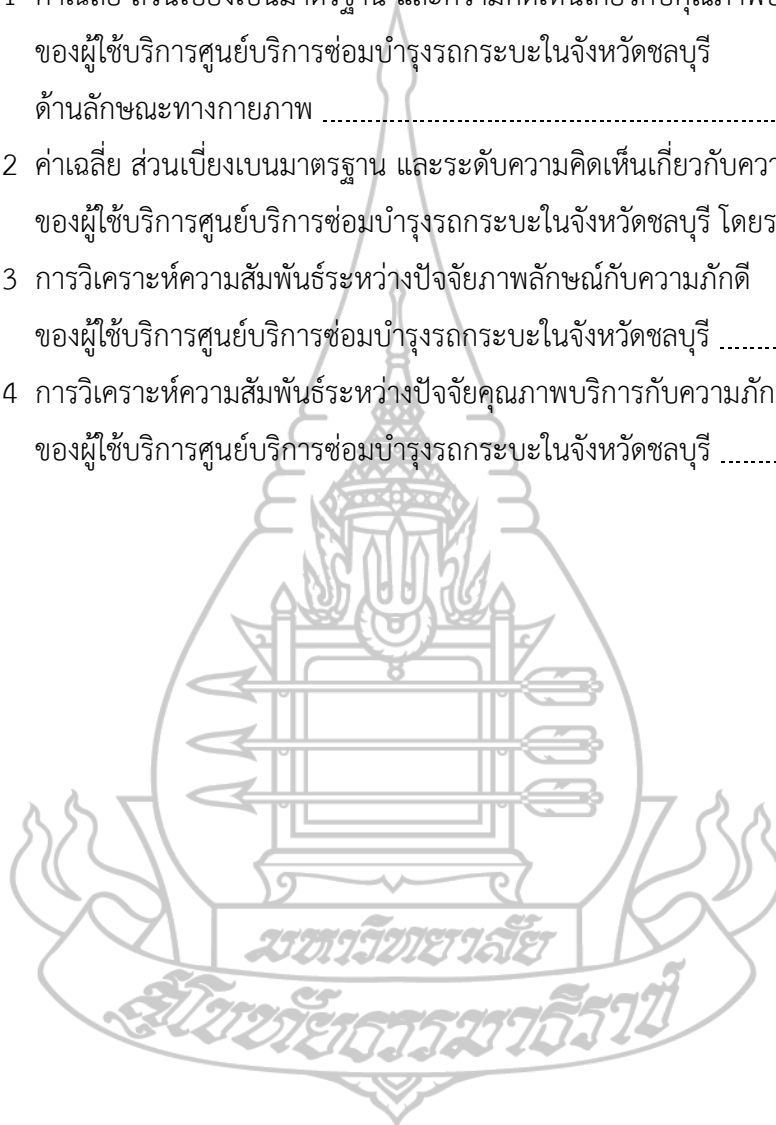 ของผู้ใช้บริการศูนย์บริการซ่อมบำรุงรถกระบะในจังหวัดชลบุรี
ด้านลักษณะทางกายภาพ
2 ค่าเฉลี่ย ส่วนเบี่ยงเบนมาตรฐาน และระดับความคิดเห็นเกี่ยวกับ
ของผู้ใช้บริการศูนย์บริการซ่อมบำรุงรถกระบะในจังหวัดชลบุรี
3 การวิเคราะห์ความสัมพันธ์ระหว่างปัจจัยภาพลักษณ์กับความภักดี
ของผู้ใช้บริการศูนย์บริการซ่อมบำรุงรถกระบะในจังหวัดชลบุรี
4 การวิเคราะห์ความสัมพันธ์ระหว่างปัจจัยคุณภาพบริการกับ
ของผู้ใช้บริการศูนย์บริการซ่อมบำรุงรถกระบะในจังหวัดชลบุรี
มหาวิทยาลัย
สุโขทัยธรรมาธิราช